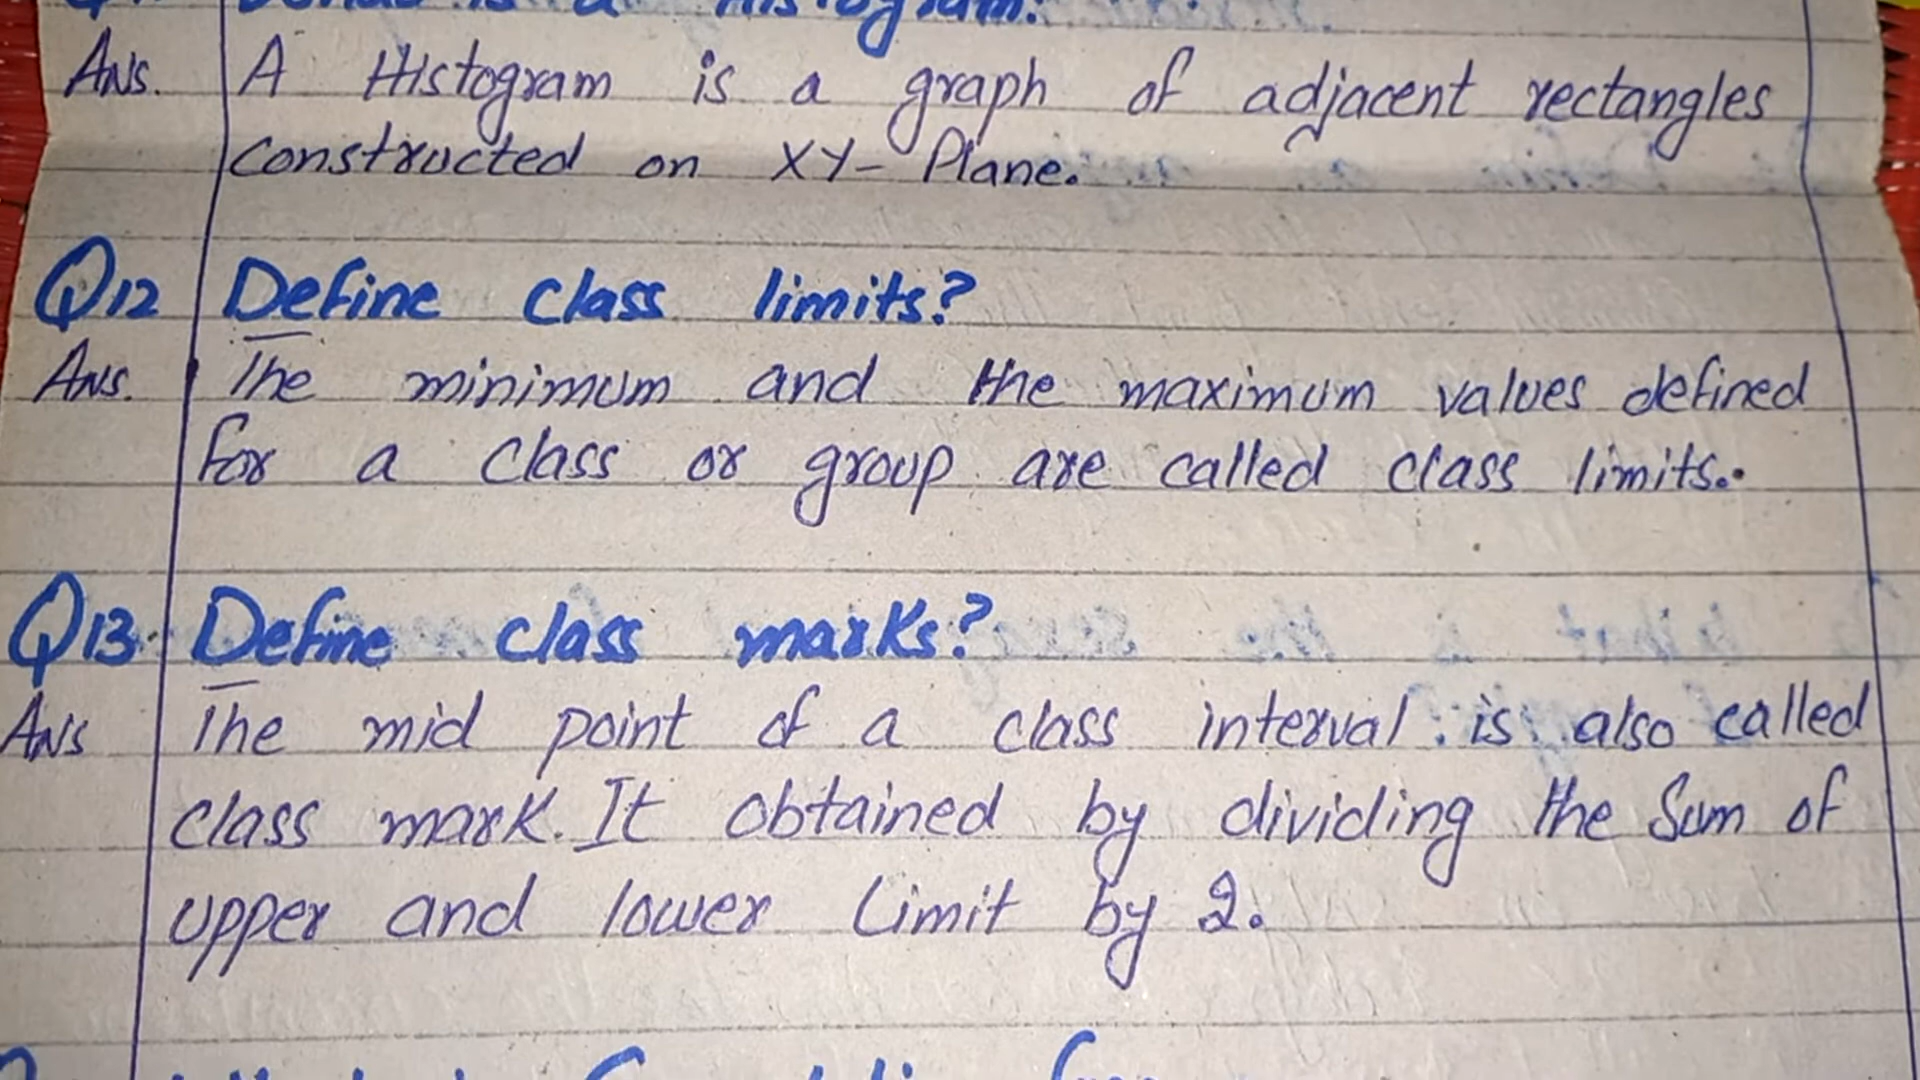 is a Histogram.
Ans. A Histogram is a graph of adjacent rectangles
constructed on XY-Plane.
Q12 Define class limits?
Ans. The minimum and the maximum values defined
for a class or group are called class limits..
Q13. Define class marks?
Ans The mid point of a class interval is also called
class mark. It obtained by dividing the Sum of
upper and lower Limit by 2.